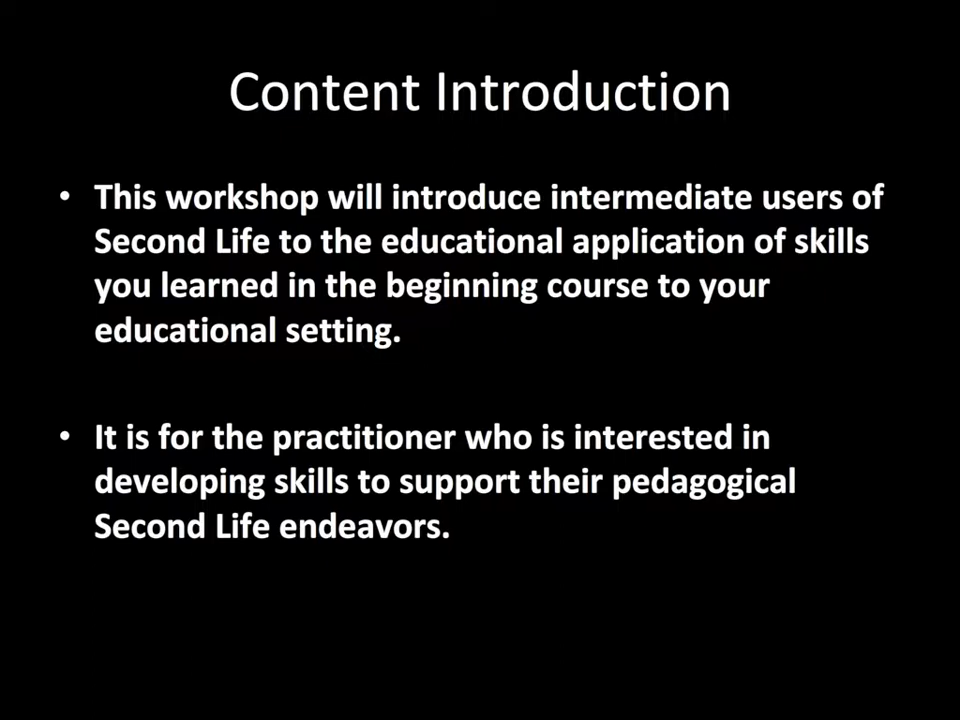 Content Introduction
• This workshop will introduce intermediate users of
Second Life to the educational application of skills
you learned in the beginning course to your
educational setting.
• It is for the practitioner who is interested in
developing skills to support their pedagogical
Second Life endeavors.